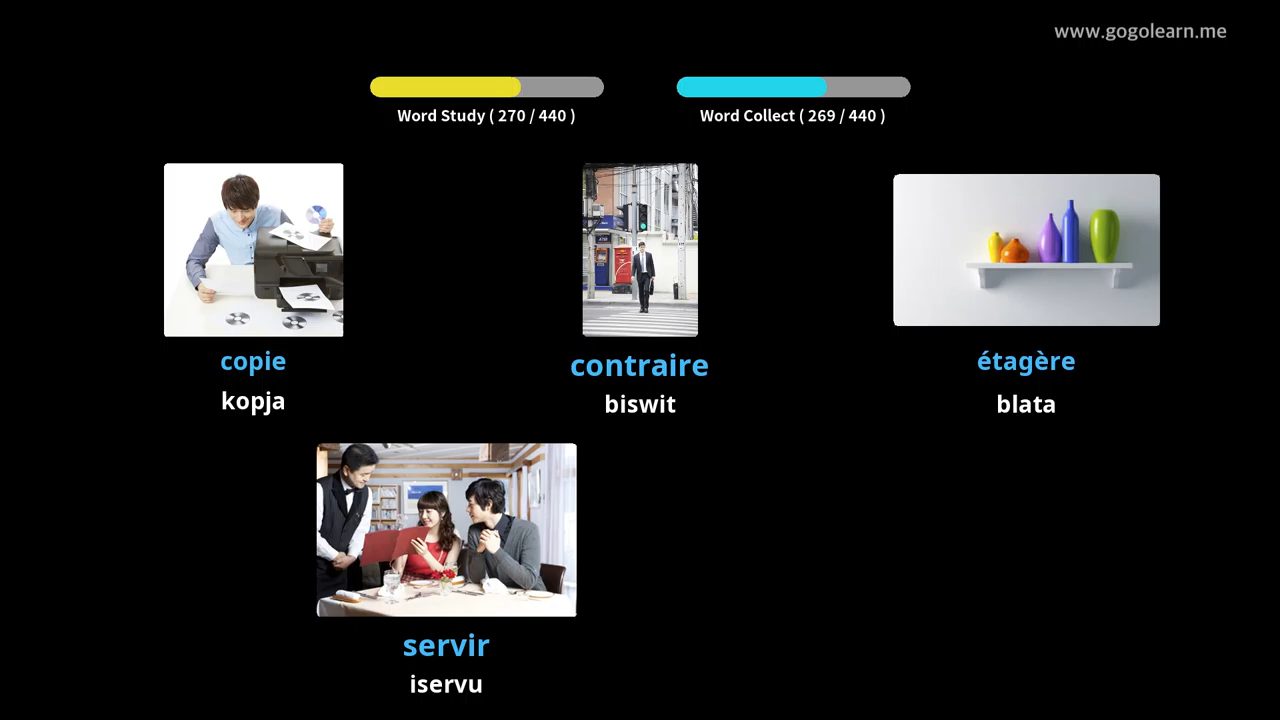 www.gogolearn.me
Word Study ( 270 / 440 )
Word Collect ( 269 / 440 )
copie
kopja
contraire
biswit
étagère
blata
servir
iservu